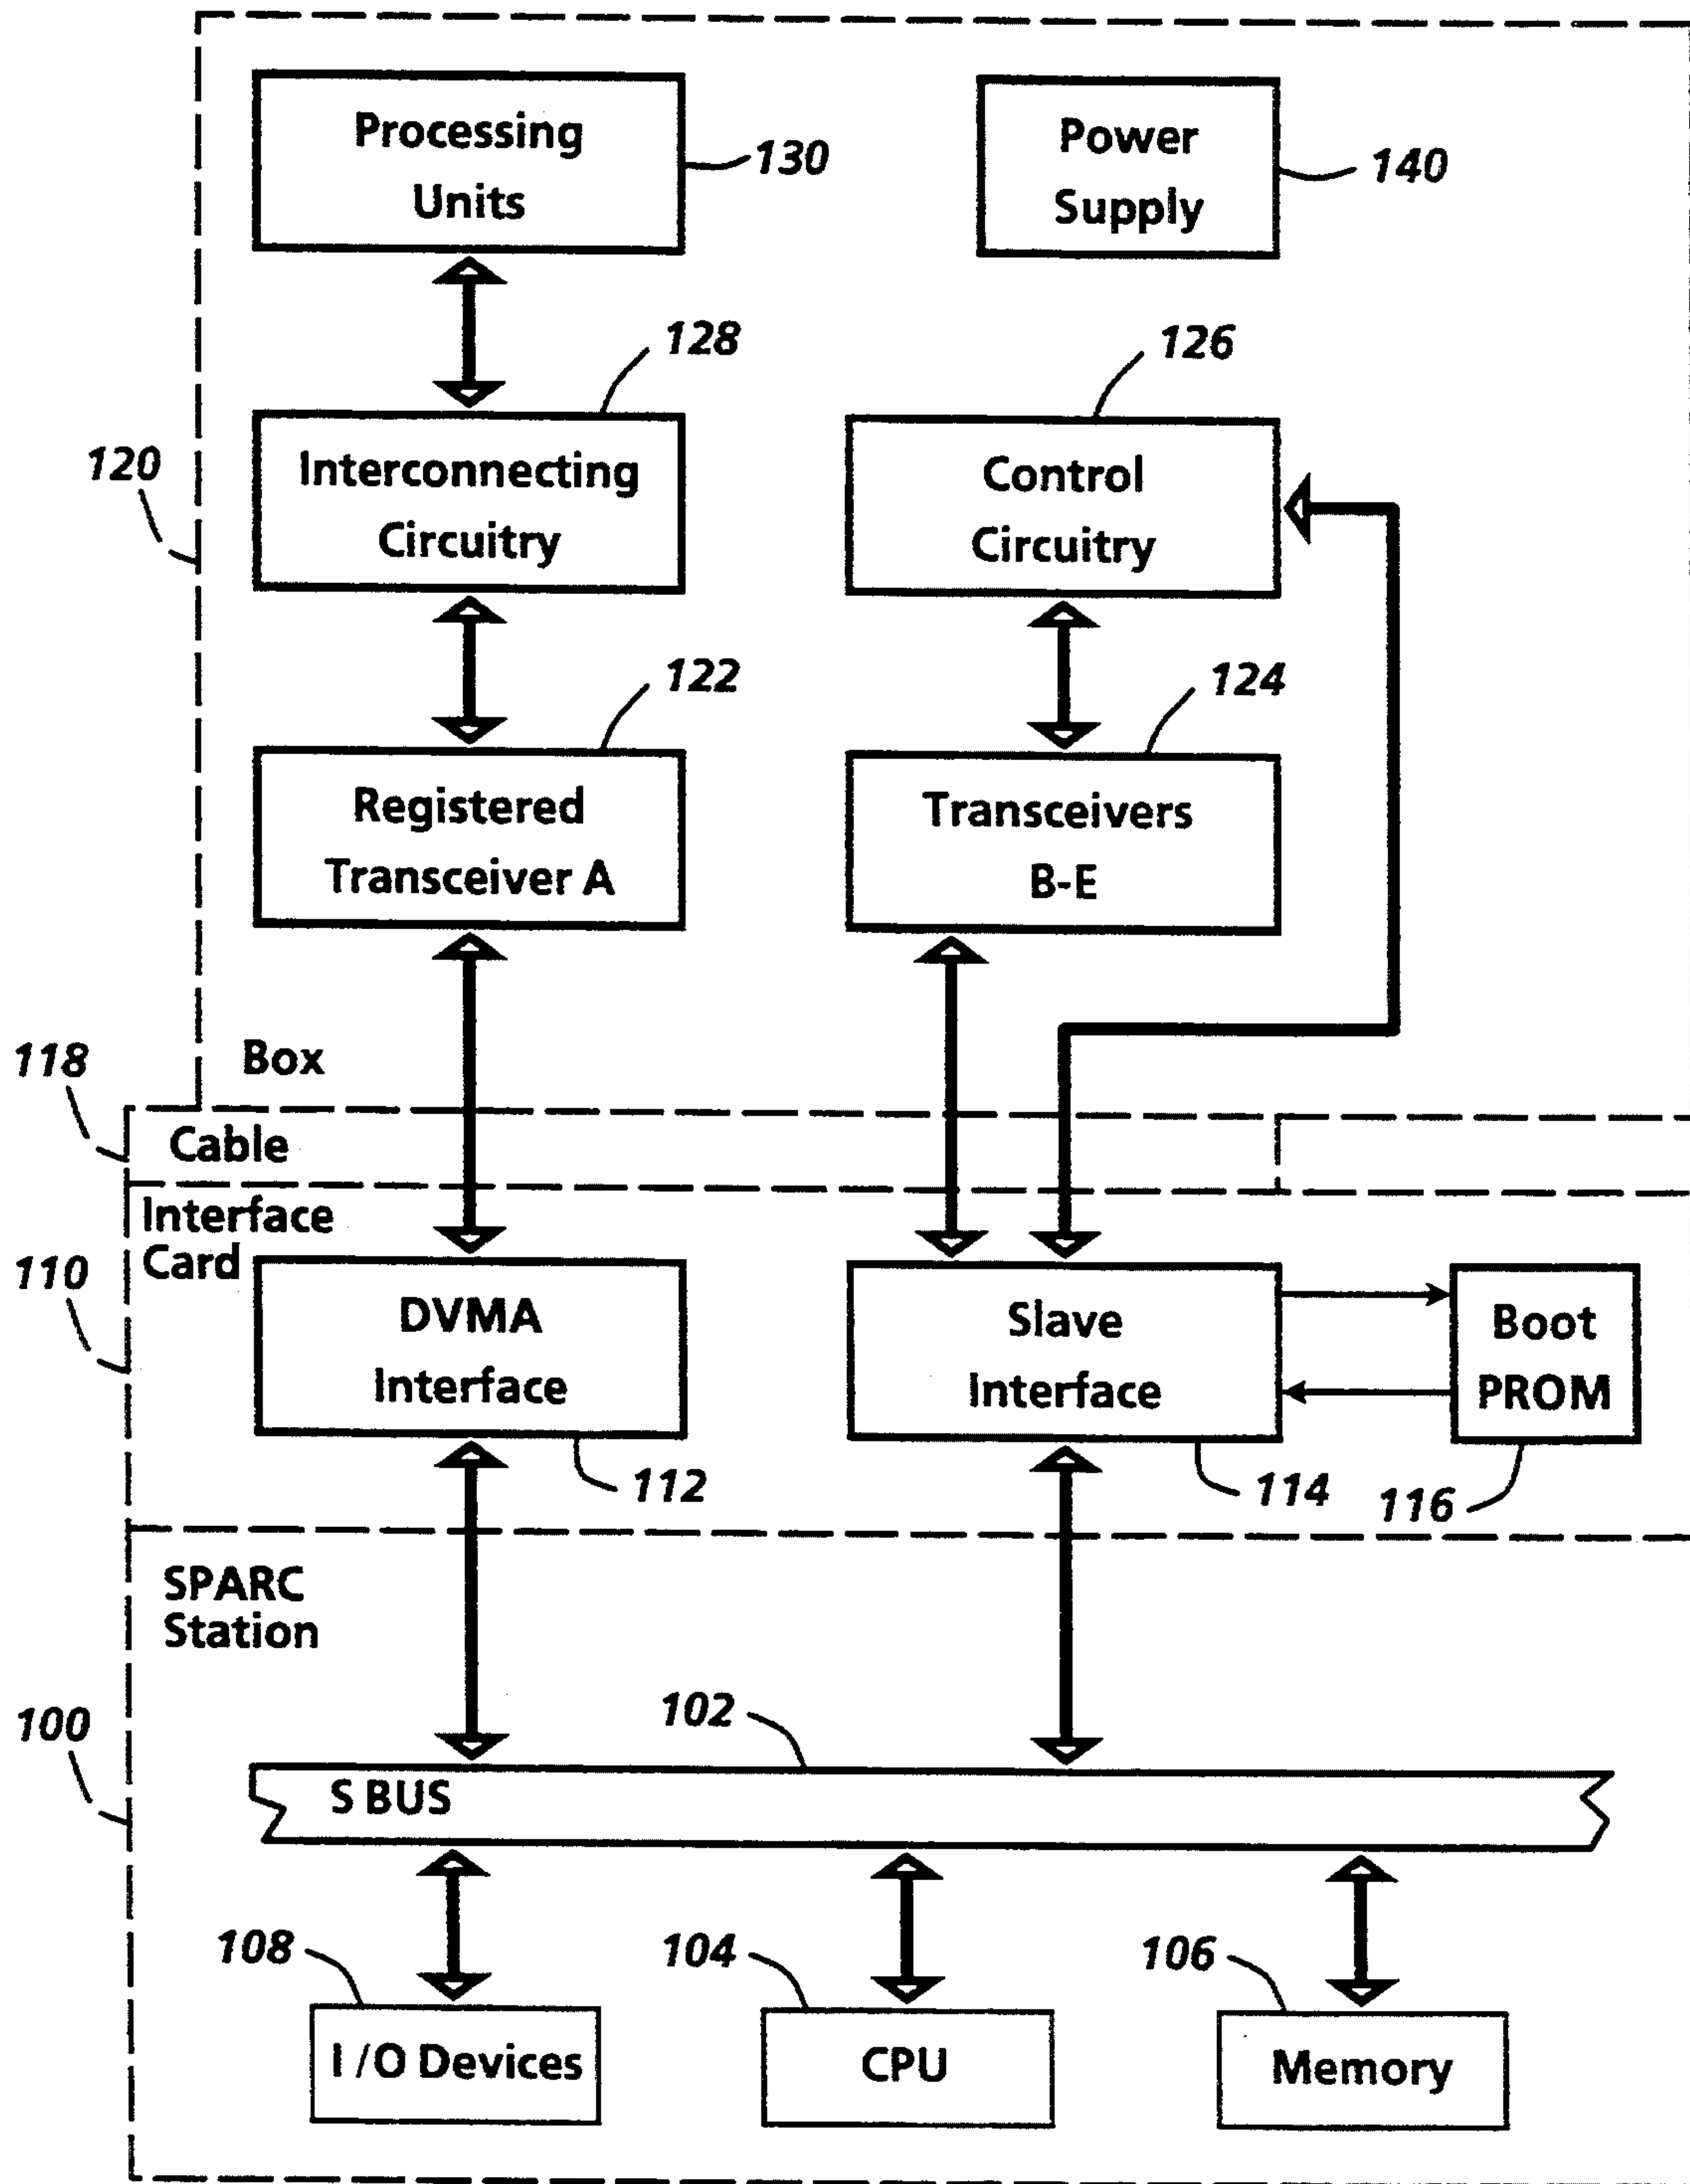 Processing
Units
130
Power
Supply
140
128
126
Interconnecting
Circuitry
Control
Circuitry
120
122
124
Registered
Transceiver A
Transceivers
B-E
Box
118
Cable
Interface
Card
110
DVMA
Interface
Slave
Interface
Boot
PROM
112
114
116
SPARC
Station
100
102
S BUS
108
104
106
I/O Devices
CPU
Memory